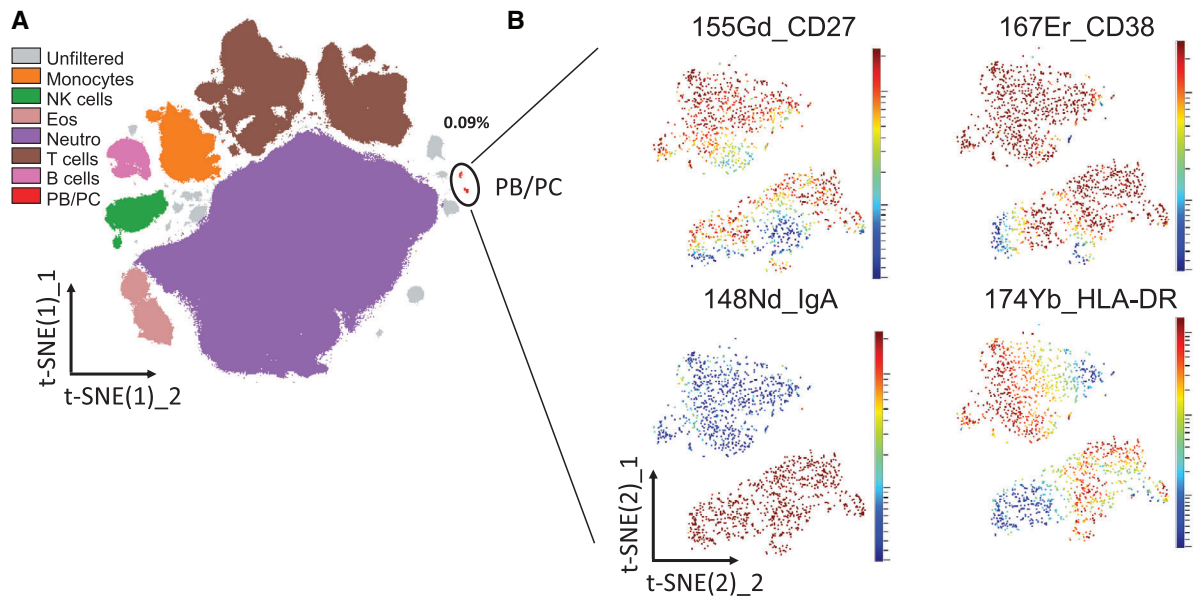 A
Unfiltered
Monocytes
NK cells
Eos
Neutro
T cells
B cells
PB/PC
0.09%
PB/PC
t-SNE(1)_1
t-SNE(1)_2
B
155Gd_CD27
167Er_CD38
148Nd_IgA
174Yb_HLA-DR
t-SNE(2)_1
t-SNE(2)_2